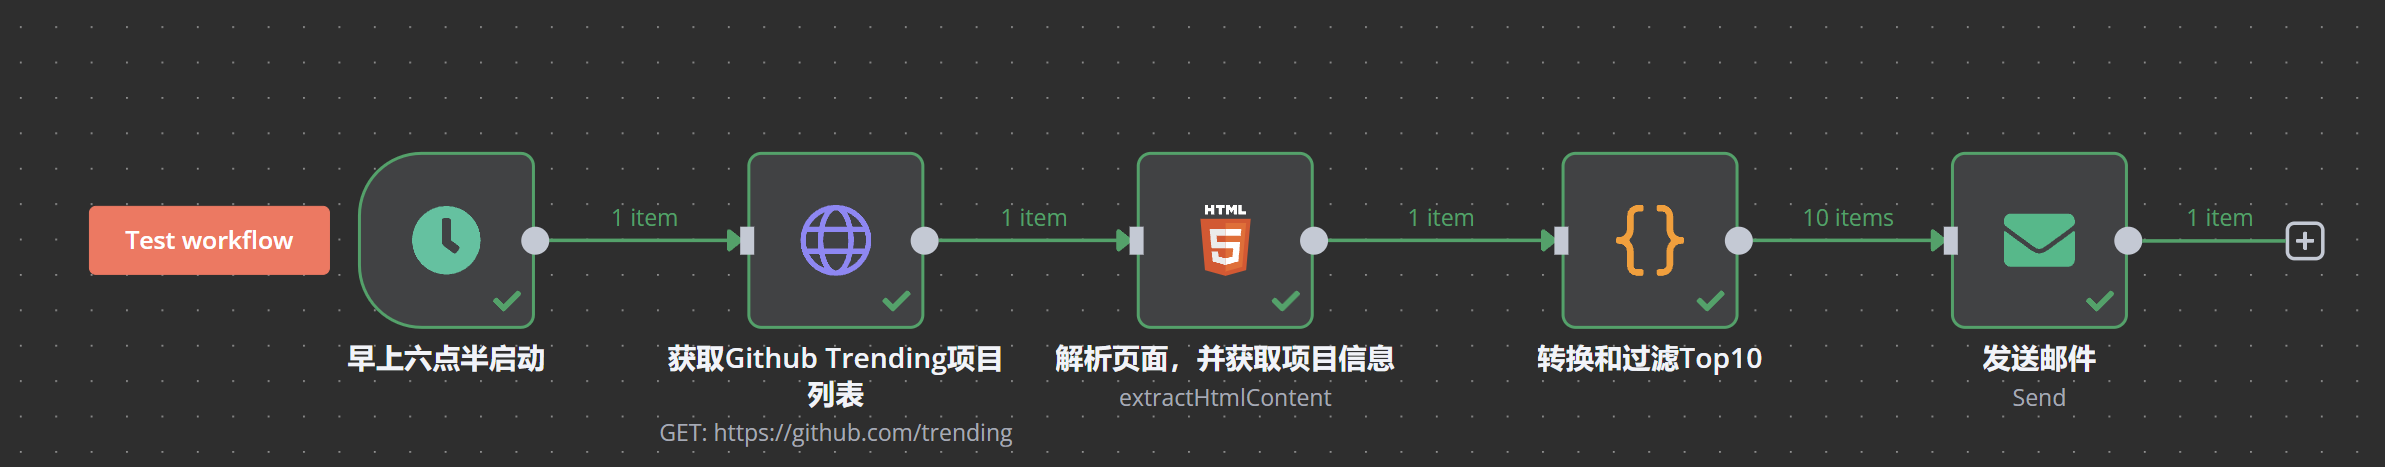 Test workflow
早上六点半启动
1 item
获取Github Trending项目
列表
GET: https://github.com/trending
1 item
HTML
解析页面，并获取项目信息
extractHtmlContent
1 item
转换和过滤Top10
10 items
发送邮件
Send
1 item